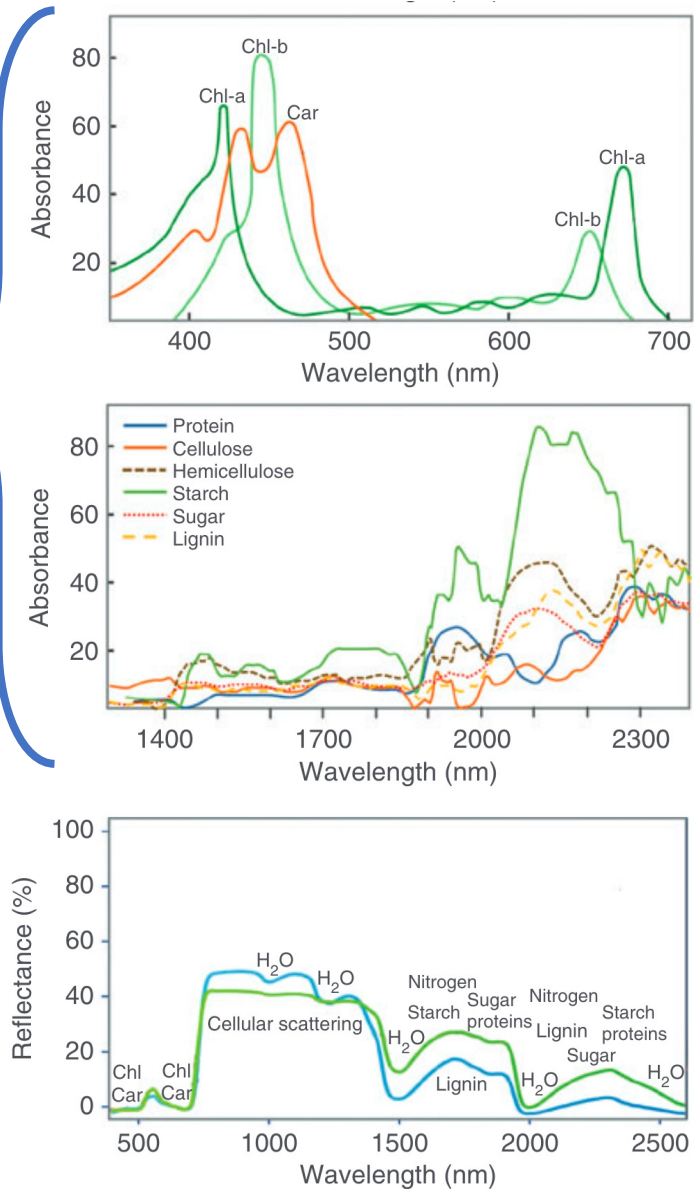 Chl-b
80
Chl-a
Car
60
Absorbance
Chl-a
40
Chl-b
20
400
500
600
700
Wavelength (nm)
Protein
80
Cellulose
Hemicellulose
Starch
60
Sugar
Absorbance
Lignin
40
20
1400
1700
2000
2300
Wavelength (nm)
100
80
Reflectance (%)
60
H2O
H2O
40
Nitrogen
Starch
Sugar
proteins
Nitrogen
Lignin
Starch
proteins
Sugar
Cellular scattering
H2O
20
Chl
Car
Chl
Car
Lignin
H2O
H2O
0
500
1000
1500
2000
2500
Wavelength (nm)